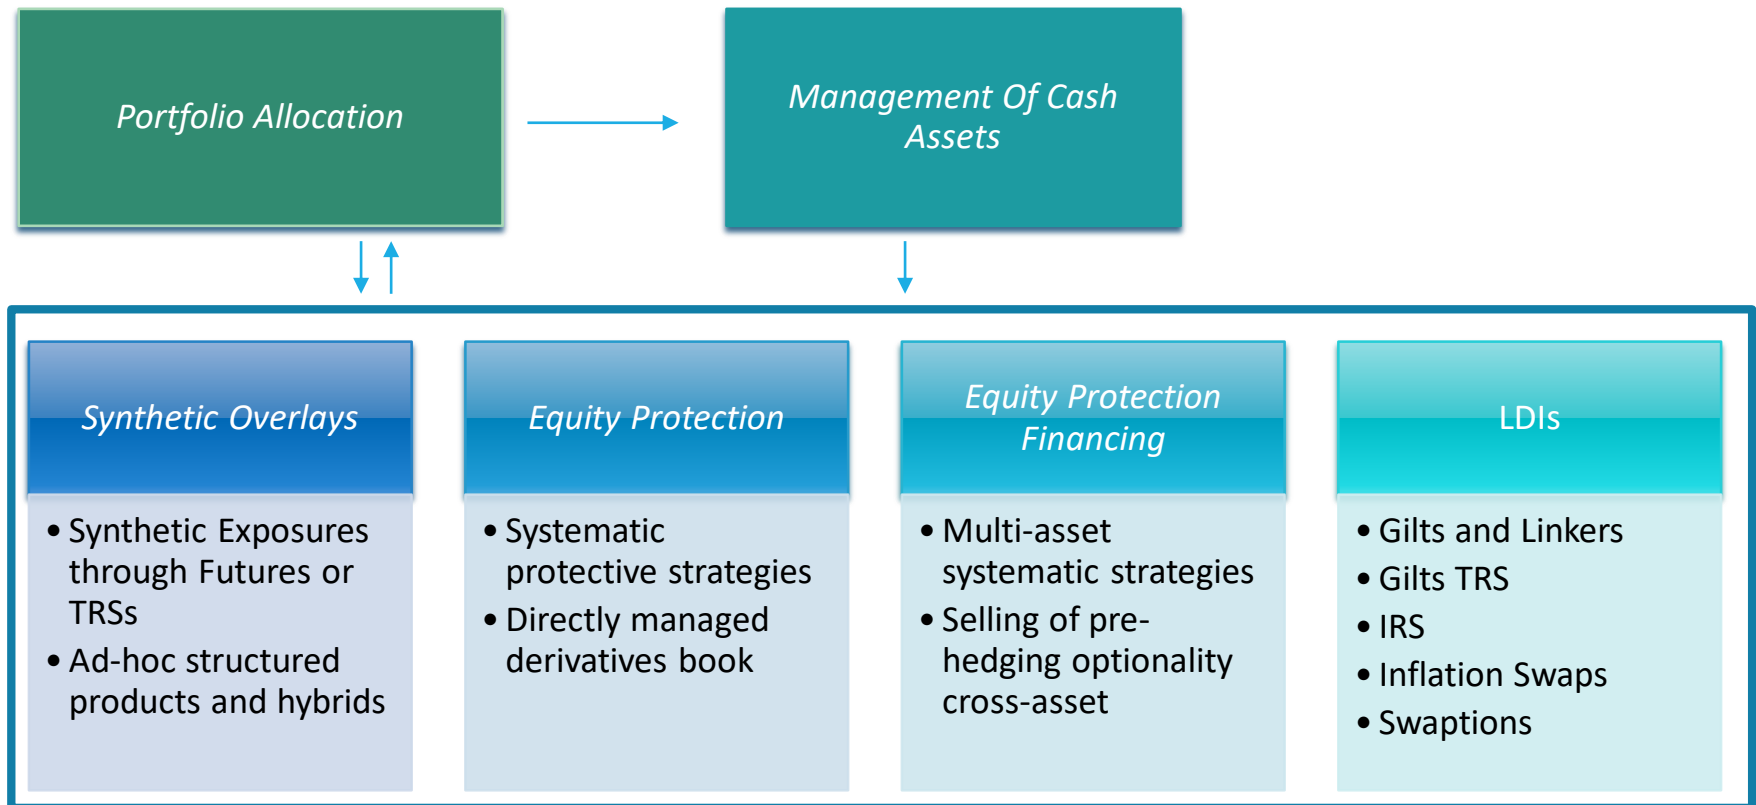 Portfolio Allocation
Management Of Cash
Assets
Synthetic Overlays
• Synthetic Exposures
through Futures or
TRSs
• Ad-hoc structured
products and hybrids
Equity Protection
• Systematic
protective strategies
• Directly managed
derivatives book
Equity Protection
Financing
• Multi-asset
systematic strategies
• Selling of pre-
hedging optionality
cross-asset
LDIs
• Gilts and Linkers
• Gilts TRS
• IRS
• Inflation Swaps
• Swaptions